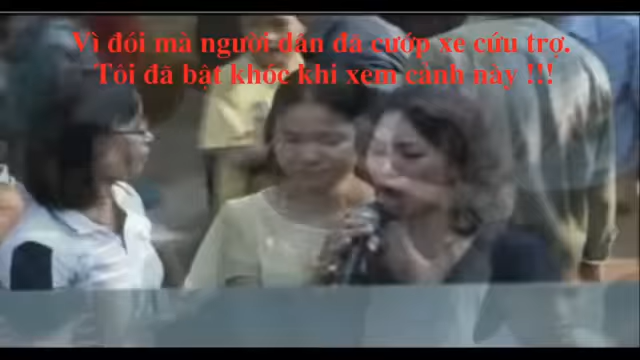 Vì đói mà người dân đã cướp xe cứu trợ.
Tôi đã bật khóc khi xem cảnh này !!!